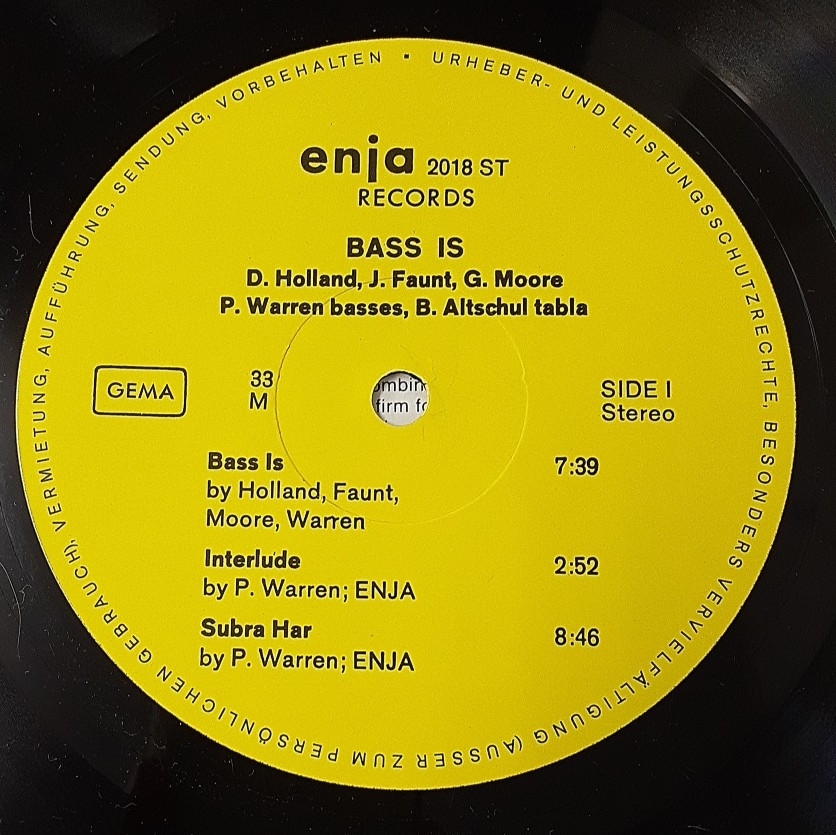 URHEBER- UND LEISTUNGSSCHUTZRECHTE, BESONDERS VERVIELFÄLTIGUNG (AUSSER ZUM PERSÖNLICHEN GEBRAUCH), VERMIETUNG, AUFFÜHRUNG, SENDUNG, VORBEHALTEN •
enja 2018 ST
RECORDS
BASS IS
D. Holland, J. Faunt, G. Moore
P. Warren basses, B. Altschul tabla
GEMA
33
M
SIDE I
Stereo
Bass Is 7:39
by Holland, Faunt,
Moore, Warren
Interlude 2:52
by P. Warren; ENJA
Subra Har 8:46
by P. Warren; ENJA